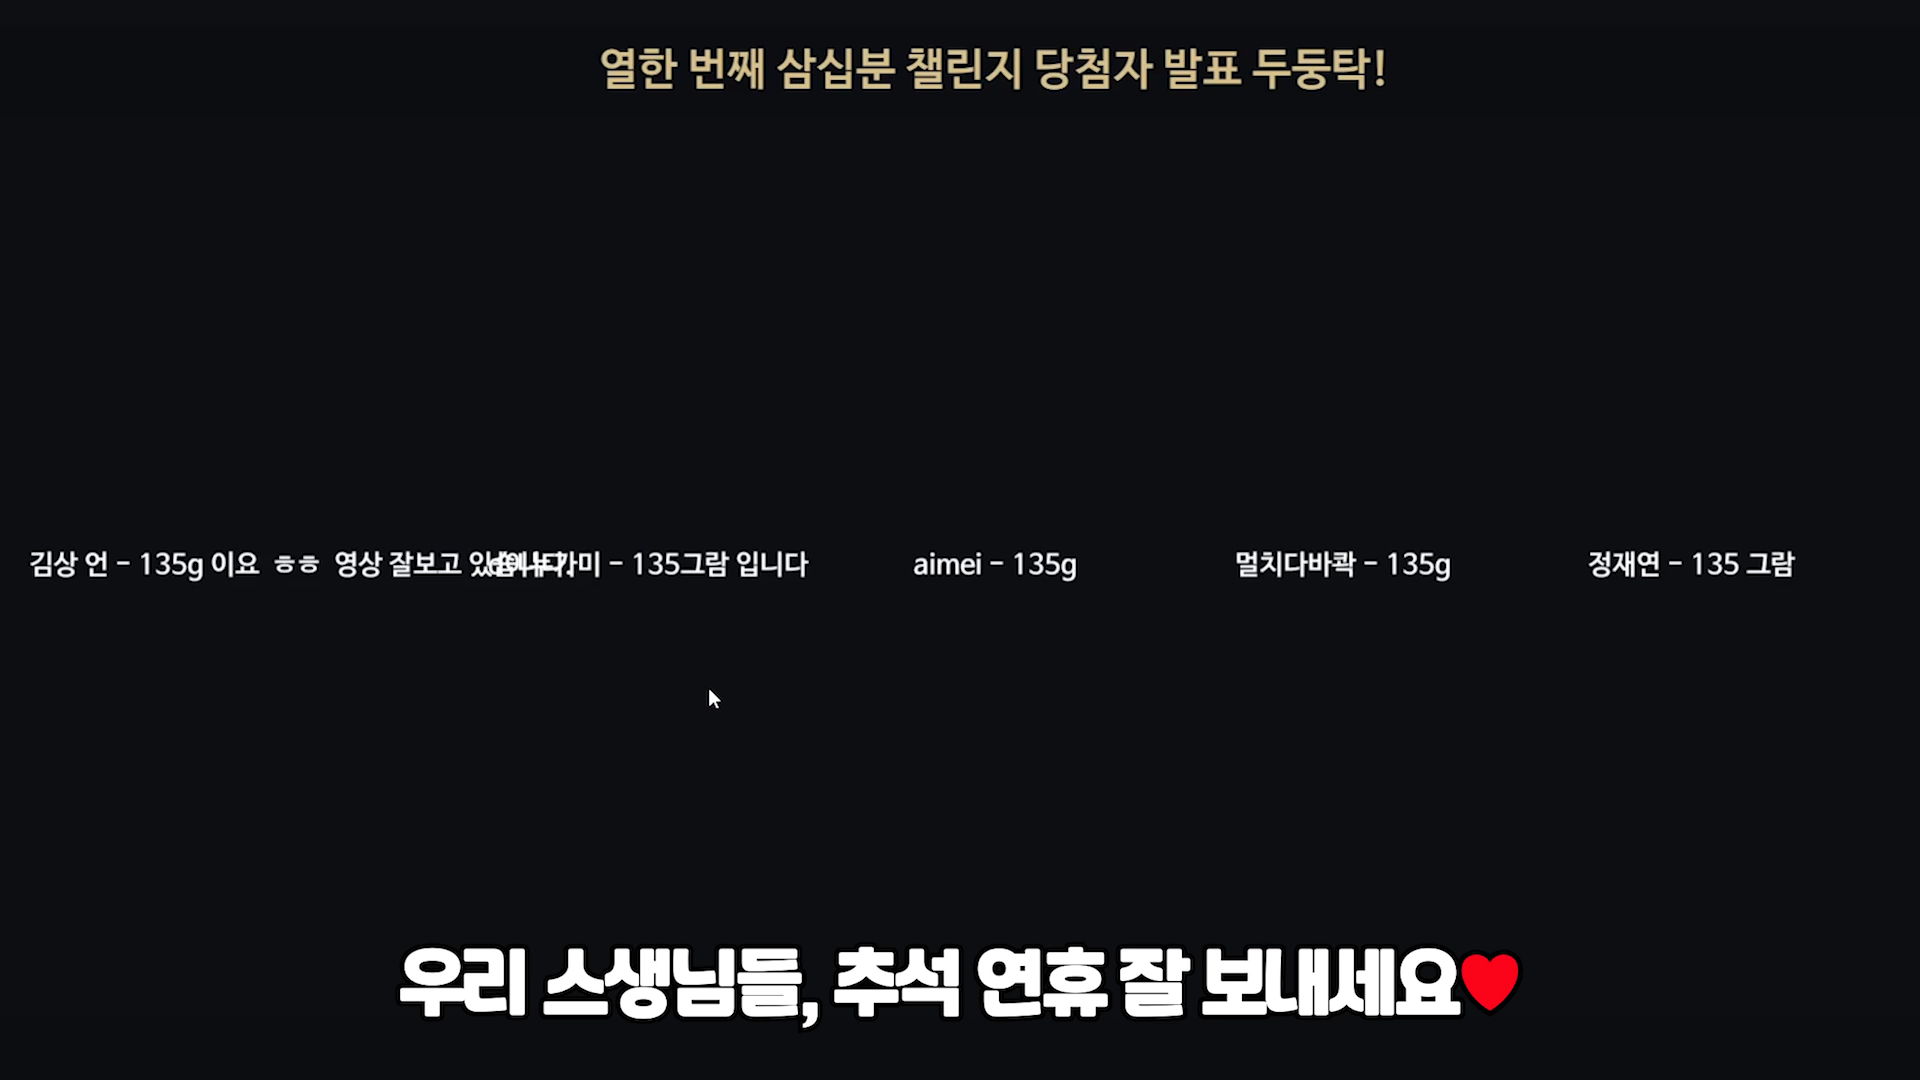 열한 번째 삼십분 챌린지 당첨자 발표 두둥탁!
김상 언 - 135g 이요 ㅎㅎ 영상 잘보고 가미 - 135그람 입니다 aimei - 135g 멀치다바콱 - 135g 정재연 - 135 그람
우리 스생님들, 추석 연휴 잘 보내세요♥